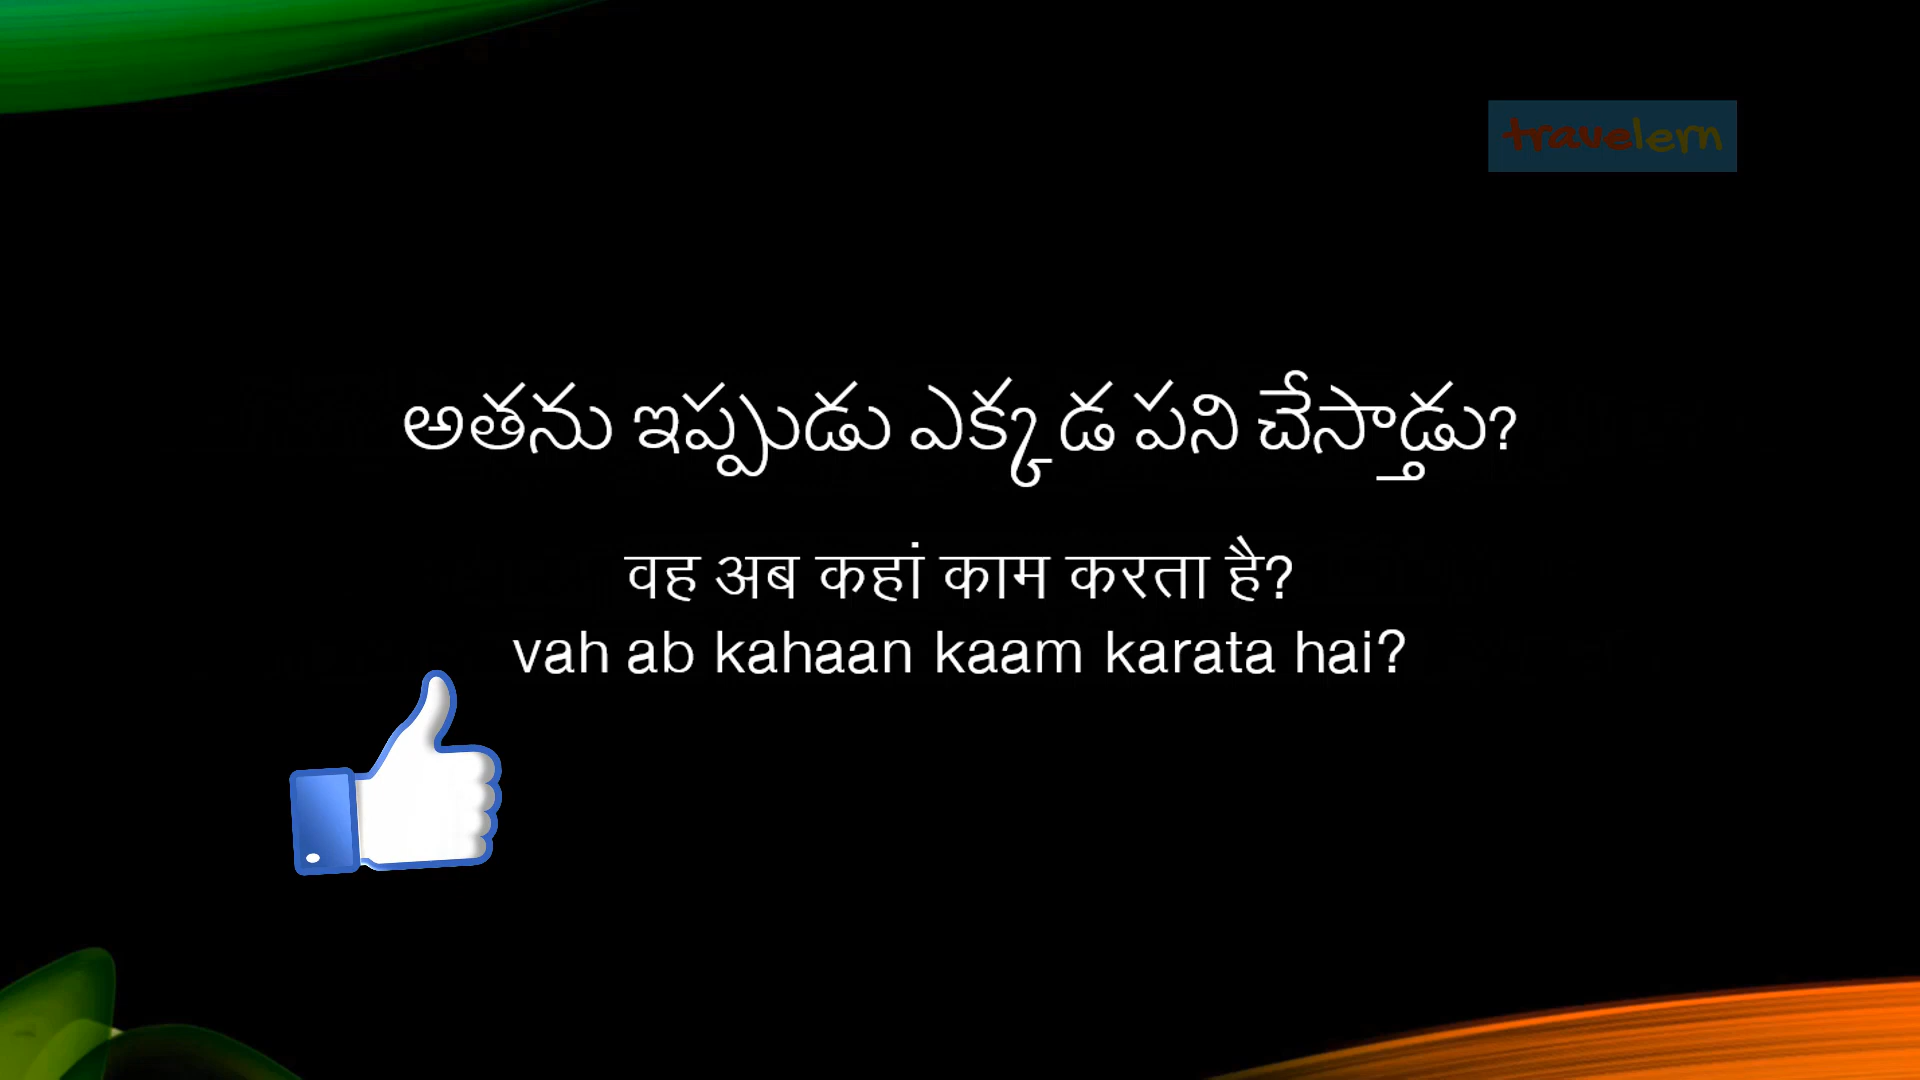 travelern
అతను ఇప్పుడు ఎక్కడ పని చేస్తాడు?
वह अब कहां काम करता है?
vah ab kahaan kaam karata hai?